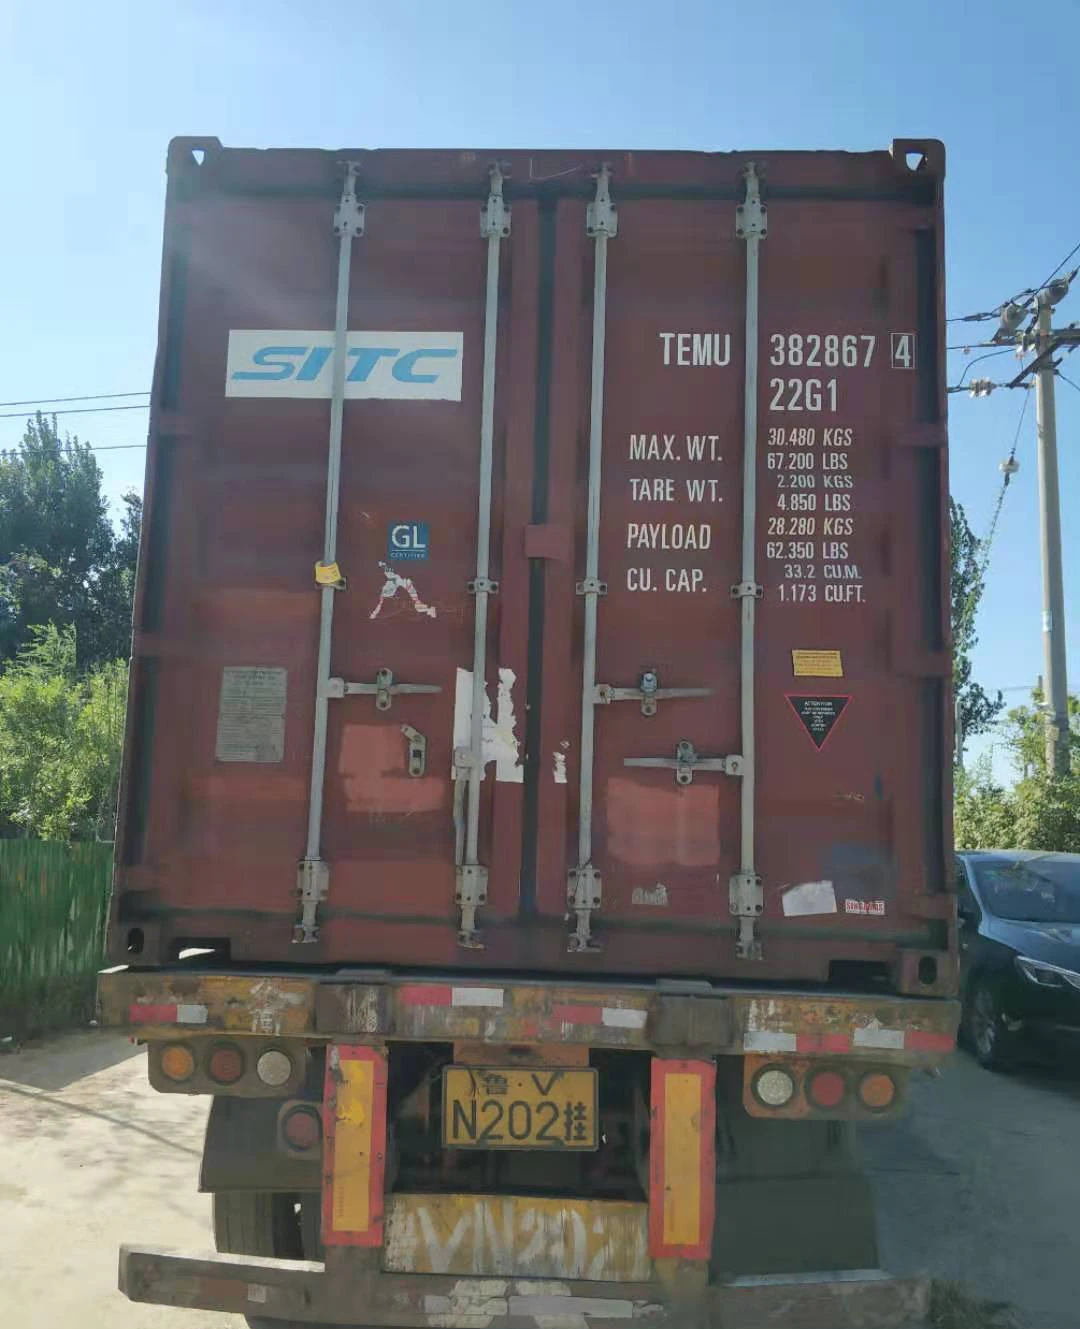 SITC
TEMU 382867 4
22G1
MAX. WT. 30.480 KGS
67.200 LBS
TARE WT. 2.200 KGS
4.850 LBS
PAYLOAD 28.280 KGS
62.350 LBS
CU. CAP. 33.2 CU.M.
1.173 CU.FT.
GL
CERTIFIED
ATTENTION
鲁·V
N202挂